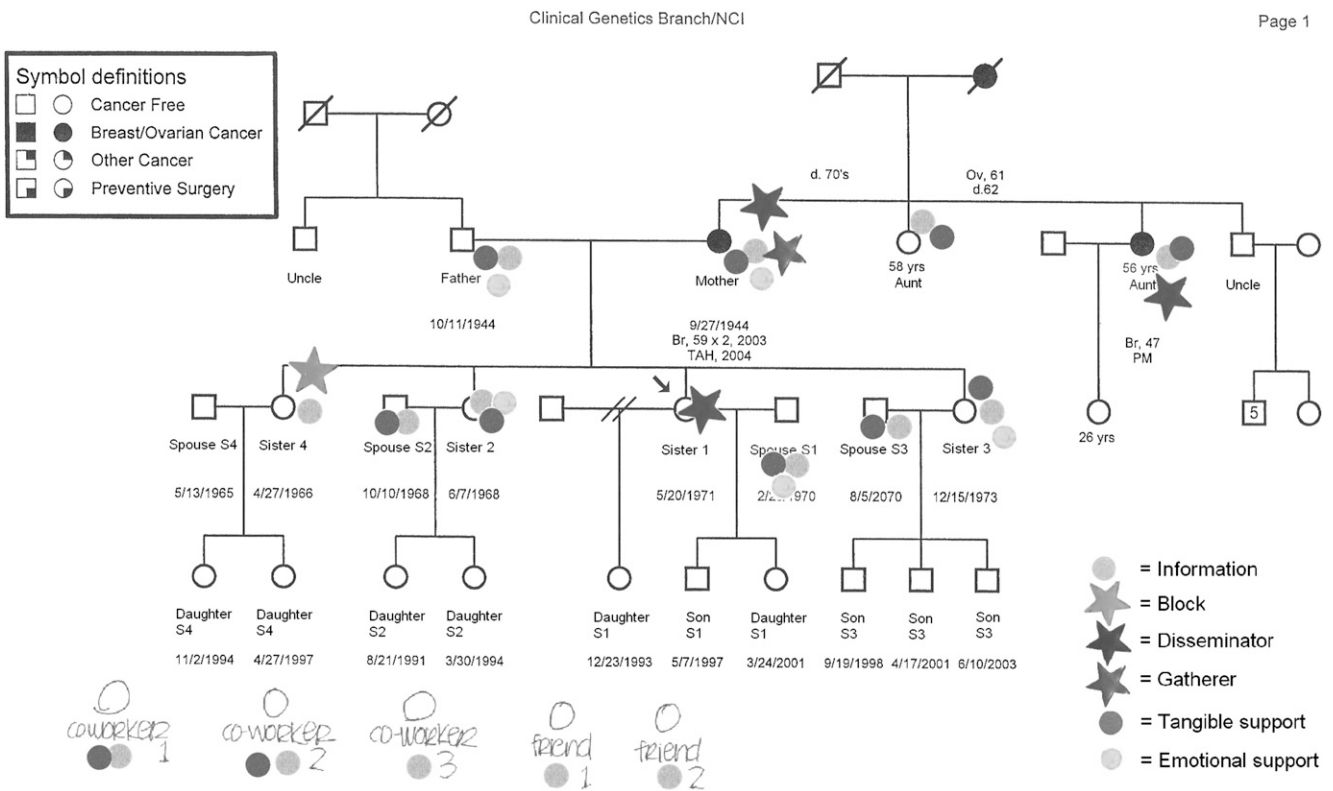 Clinical Genetics Branch/NCI
Page 1
Symbol definitions
Cancer Free
Breast/Ovarian Cancer
Other Cancer
Preventive Surgery
d. 70's
Ov, 61
d.62
Uncle
Father
Mother
58 yrs
Aunt
56 yrs
Aunt
Uncle
10/11/1944
9/27/1944
Br, 59 x 2, 2003
TAH, 2004
Br, 47
PM
26 yrs
5
Spouse S4
Sister 4
Spouse S2
Sister 2
Sister 1
Spouse S1
Spouse S3
Sister 3
5/13/1965
4/27/1966
10/10/1968
6/7/1968
5/20/1971
8/5/2070
12/15/1973
Daughter
S4
Daughter
S4
Daughter
S2
Daughter
S2
Daughter
S1
Son
S1
Daughter
S1
Son
S3
Son
S3
Son
S3
11/2/1994
4/27/1997
8/21/1991
3/30/1994
12/23/1993
5/7/1997
3/24/2001
9/19/1998
4/17/2001
6/10/2003
= Information
= Block
= Disseminator
= Gatherer
= Tangible support
= Emotional support
coworker
1
co-worker
2
co-worker
3
friend
1
friend
2